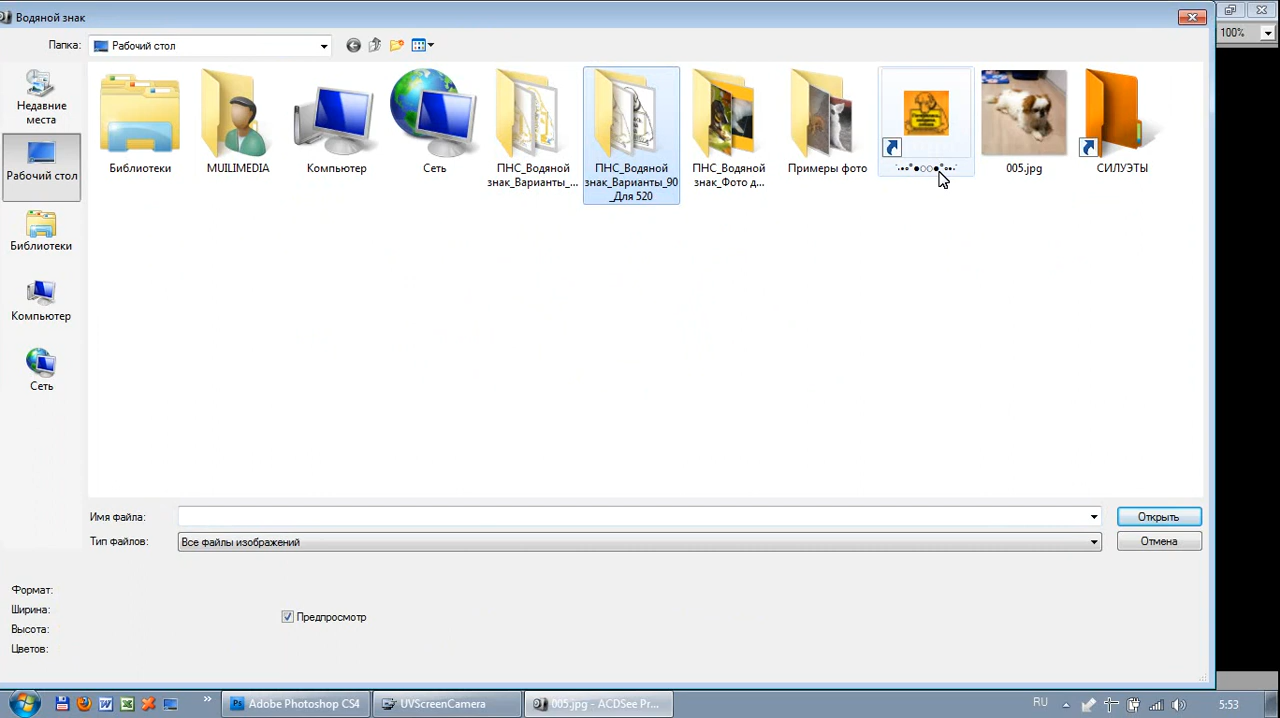 Водяной знак
100%
Папка:
Рабочий стол
Недавние
места
Рабочий стол
Библиотеки
Компьютер
Сеть
Библиотеки
MUILIMEDIA
Компьютер
Сеть
ПНС_Водяной
знак_Варианты_...
ПНС_Водяной
знак_Варианты_90
_Для 520
ПНС_Водяной
знак_Фото д...
Примеры фото
005.jpg
СИЛУЭТЫ
Имя файла:
Открыть
Тип файлов:
Все файлы изображений
Отмена
Формат:
Ширина:
Высота:
Цветов:
Предпросмотр
Adobe Photoshop CS4
UVScreenCamera
005.jpg - ACDSee Pr...
RU
5:53